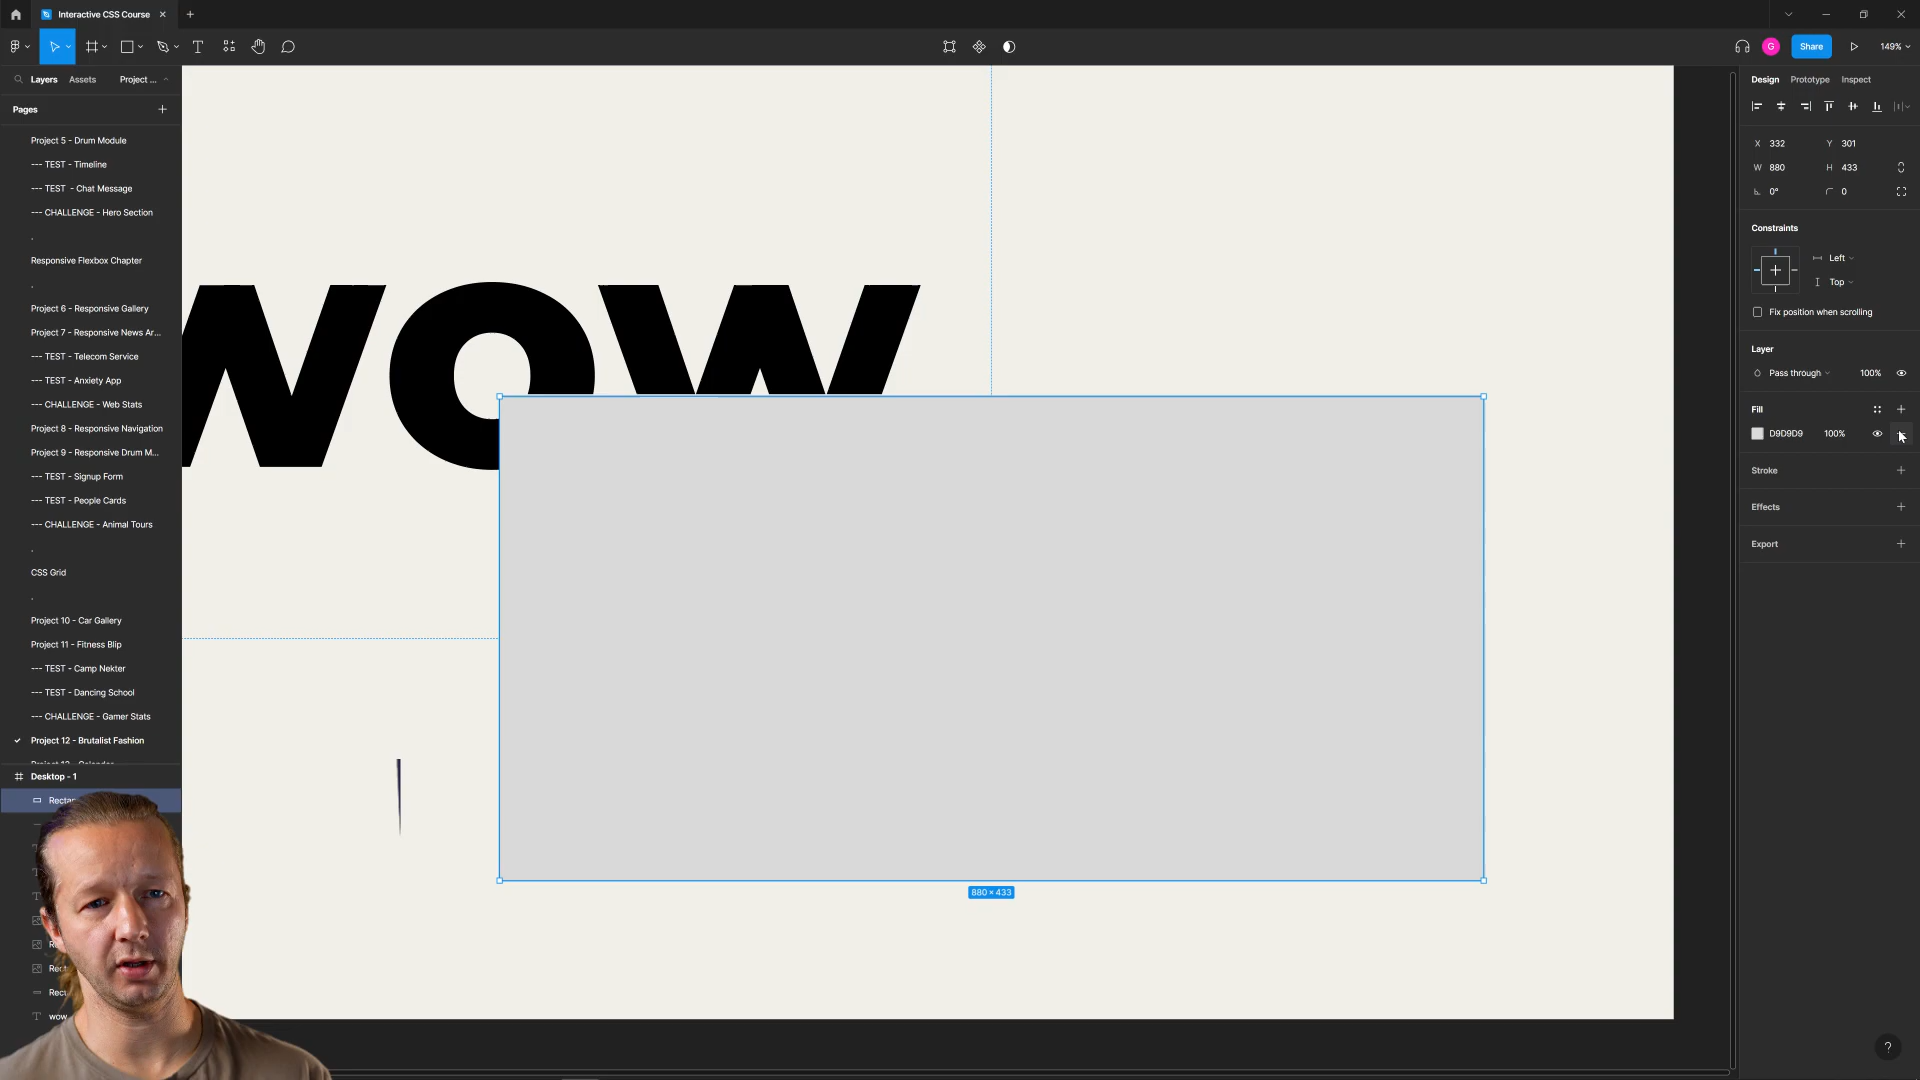 Interactive CSS Course
G
Share
149%
Layers
Assets
Project ...
Design
Prototype
Inspect
Pages
Project 5 - Drum Module
--- TEST - Timeline
--- TEST  - Chat Message
--- CHALLENGE - Hero Section
.
Responsive Flexbox Chapter
.
Project 6 - Responsive Gallery
Project 7 - Responsive News Ar...
--- TEST - Telecom Service
--- TEST - Anxiety App
--- CHALLENGE - Web Stats
Project 8 - Responsive Navigation
Project 9 - Responsive Drum M...
--- TEST - Signup Form
--- TEST - People Cards
--- CHALLENGE - Animal Tours
.
CSS Grid
.
Project 10 - Car Gallery
Project 11 - Fitness Blip
--- TEST - Camp Nekter
--- TEST - Dancing School
--- CHALLENGE - Gamer Stats
Project 12 - Brutalist Fashion
Desktop - 1
wow
WOW
880 × 433
X 332 Y 301
W 880 H 433
0° 0
Constraints
Left
Top
Fix position when scrolling
Layer
Pass through 100%
Fill
D9D9D9 100%
Stroke
Effects
Export
?